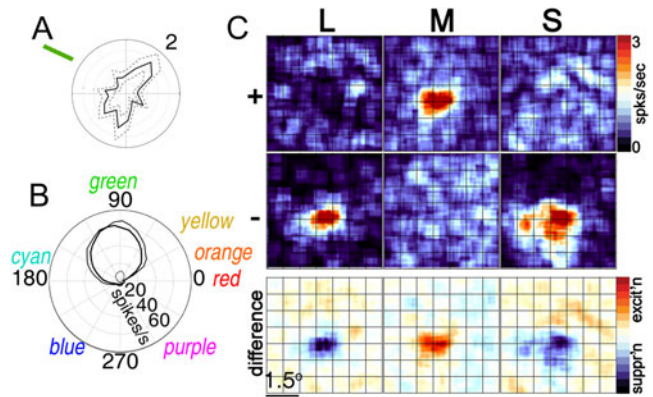 A
2
B
green
90
yellow
cyan
orange
180
0
red
20
40
60
spikes/s
blue
purple
270
C
L M S
+
3
spks/sec
0
-
difference
excit'n
suppr'n
1.5°